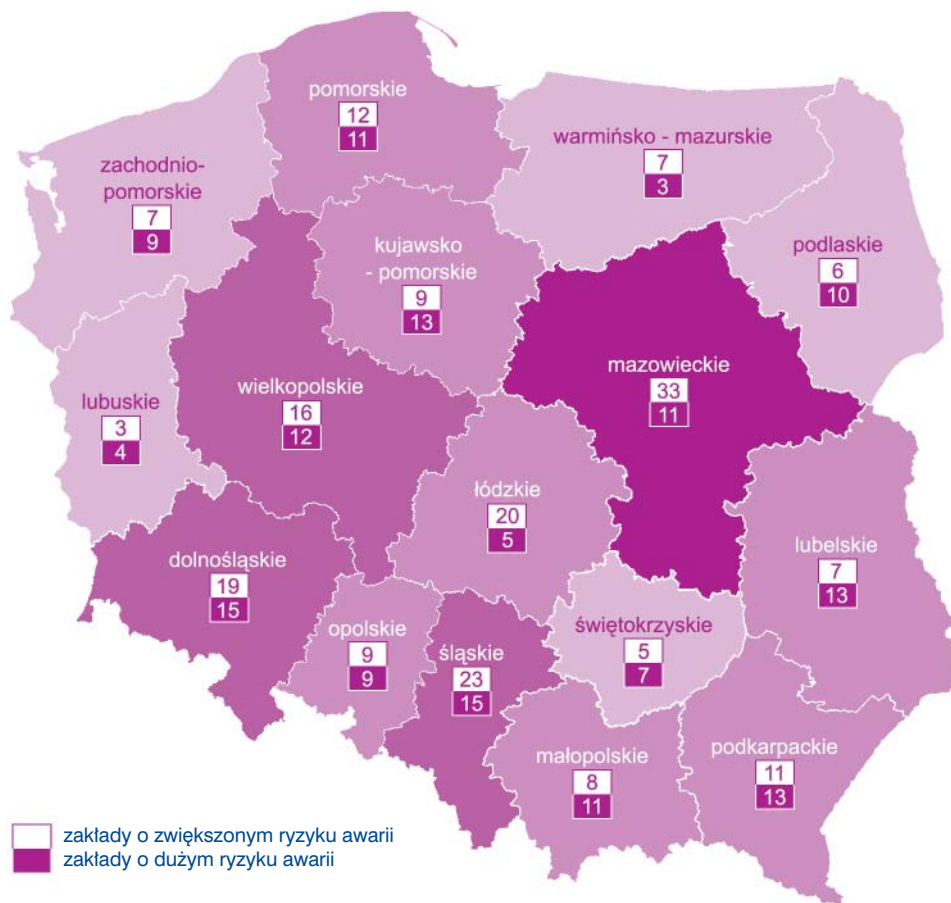 pomorskie
12
11
warmińsko - mazurskie
7
3
zachodnio-
pomorskie
7
9
kujawsko
- pomorskie
9
13
podlaskie
6
10
mazowieckie
33
11
wielkopolskie
16
12
lubuskie
3
4
łódzkie
20
5
lubelskie
7
13
dolnośląskie
19
15
opolskie
9
9
śląskie
23
15
świętokrzyskie
5
7
małopolskie
8
11
podkarpackie
11
13
zakłady o zwiększonym ryzyku awarii
zakłady o dużym ryzyku awarii